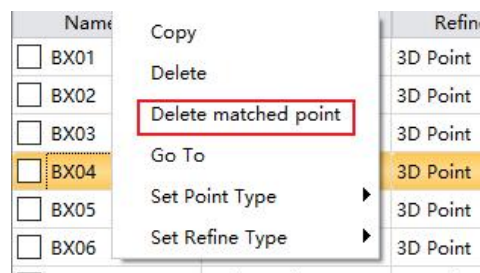 Name Refine
BX01 3D Point
BX02 3D Point
BX03 3D Point
BX04 3D Point
BX05 3D Point
BX06 3D Point
Copy
Delete
Delete matched point
Go To
Set Point Type
Set Refine Type